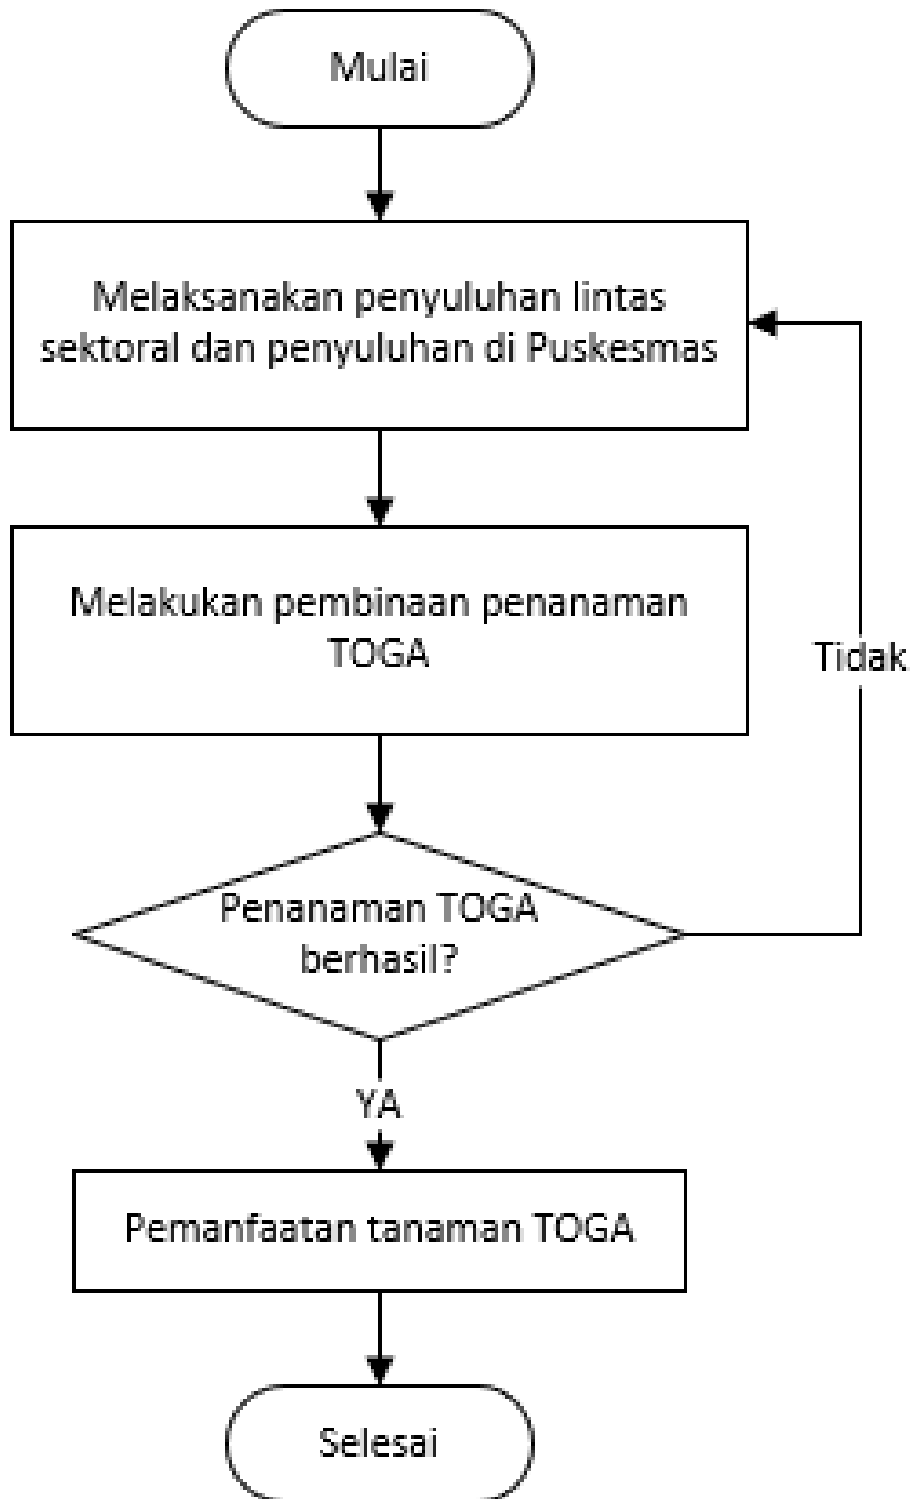 Mulai
Melaksanakan penyuluhan lintas
sektoral dan penyuluhan di Puskesmas
Melakukan pembinaan penanaman
TOGA
Tidak
Penanaman TOGA
berhasil?
YA
Pemanfaatan tanaman TOGA
Selesai